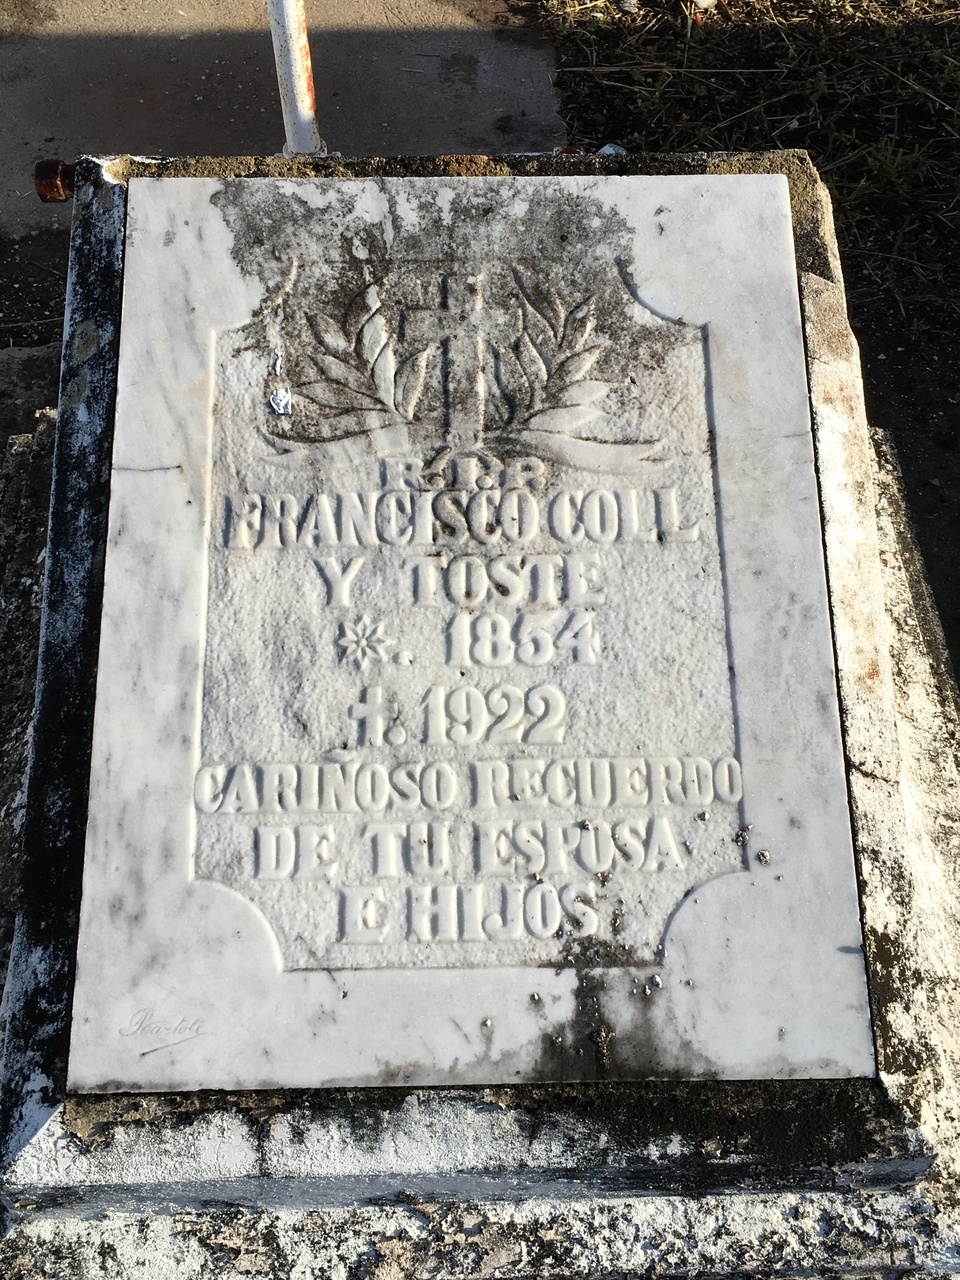 R.I.P
FRANCISCO COLL
Y TOSTE
*. 1854
†. 1922
CARIÑOSO RECUERDO
DE TU ESPOSA
E HIJOS